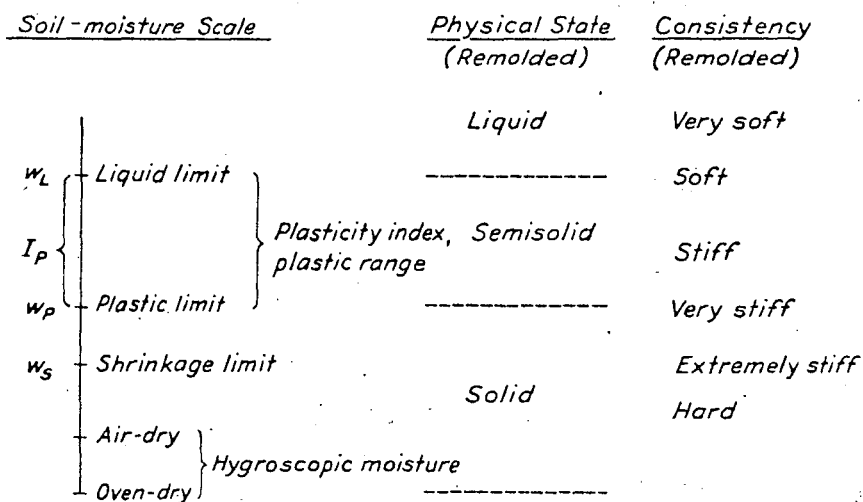 Soil-moisture Scale Physical State Consistency
(Remolded) (Remolded)
Liquid Very soft
w_L Liquid limit Soft
I_P Plasticity index, Semisolid
plastic range Stiff
w_P Plastic limit Very stiff
w_S Shrinkage limit Extremely stiff
Solid
Hard
Air-dry
Hygroscopic moisture
Oven-dry